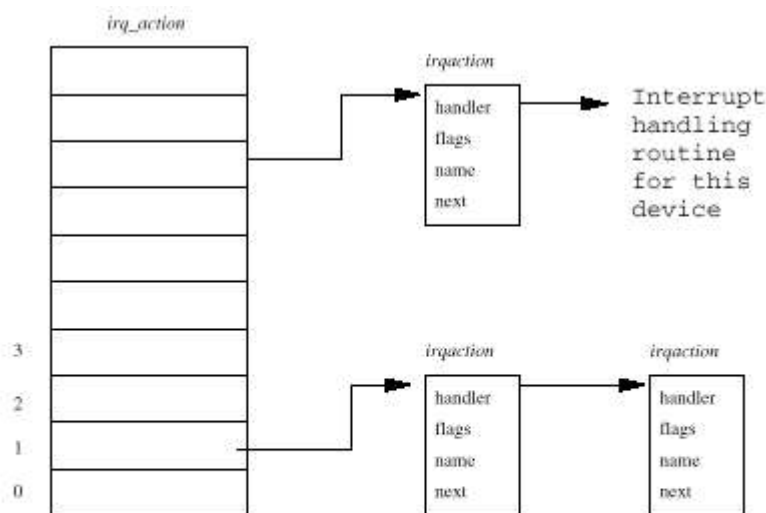 irq_action
irqaction
handler
flags
name
next
Interrupt
handling
routine
for this
device
3
2
1
0
irqaction
handler
flags
name
next
irqaction
handler
flags
name
next